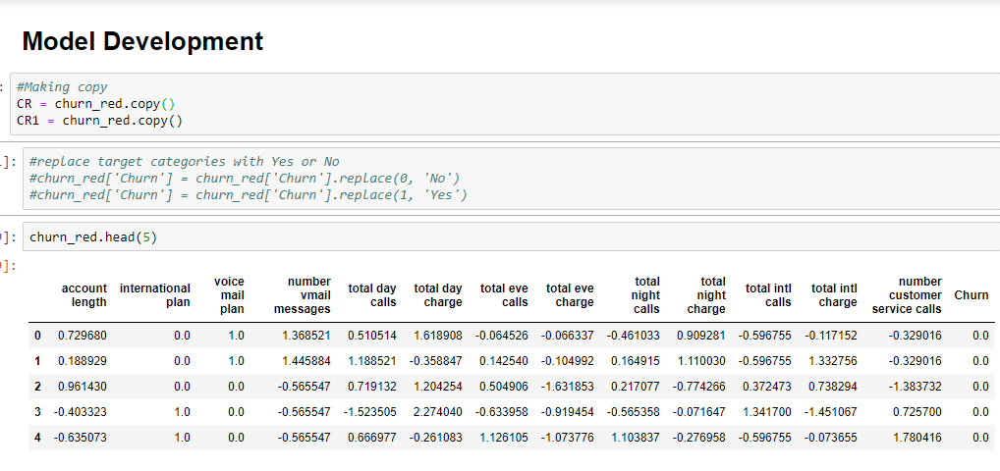 Model Development
:
#Making copy
CR = churn_red.copy()
CR1 = churn_red.copy()
]:
#replace target categories with Yes or No
#churn_red['Churn'] = churn_red['Churn'].replace(0, 'No')
#churn_red['Churn'] = churn_red['Churn'].replace(1, 'Yes')
]:
churn_red.head(5)
]:
account length international plan voice mail plan number vmail messages total day calls total day charge total eve calls total eve charge total night calls total night charge total intl calls total intl charge number customer service calls Churn
0 0.729680 0.0 1.0 1.368521 0.510514 1.618908 -0.064526 -0.066337 -0.461033 0.909281 -0.596755 -0.117152 -0.329016 0.0
1 0.188929 0.0 1.0 1.445884 1.188521 -0.358847 0.142540 -0.104992 0.164915 1.110030 -0.596755 1.332756 -0.329016 0.0
2 0.961430 0.0 0.0 -0.565547 0.719132 1.204254 0.504906 -1.631853 0.217077 -0.774266 0.372473 0.738294 -1.383732 0.0
3 -0.403323 1.0 0.0 -0.565547 -1.523505 2.274040 -0.633958 -0.919454 -0.565358 -0.071647 1.341700 -1.451067 0.725700 0.0
4 -0.635073 1.0 0.0 -0.565547 0.666977 -0.261083 1.126105 -1.073776 1.103837 -0.276958 -0.596755 -0.073655 1.780416 0.0